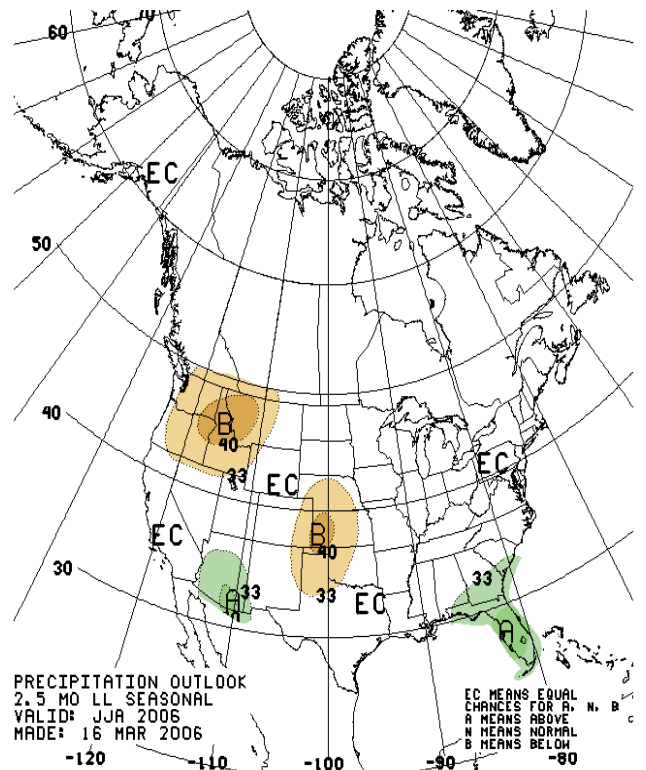 70
60
EC
50
40
B
40
33
EC
EC
B
40
EC
33
A
33
30
33
EC
A
PRECIPITATION OUTLOOK
2.5 MO LL SEASONAL
VALID: JJA 2006
MADE: 16 MAR 2006
EC MEANS EQUAL
CHANCES FOR A, N, B
A MEANS ABOVE
N MEANS NORMAL
B MEANS BELOW
-120
-110
-100
-90
-80